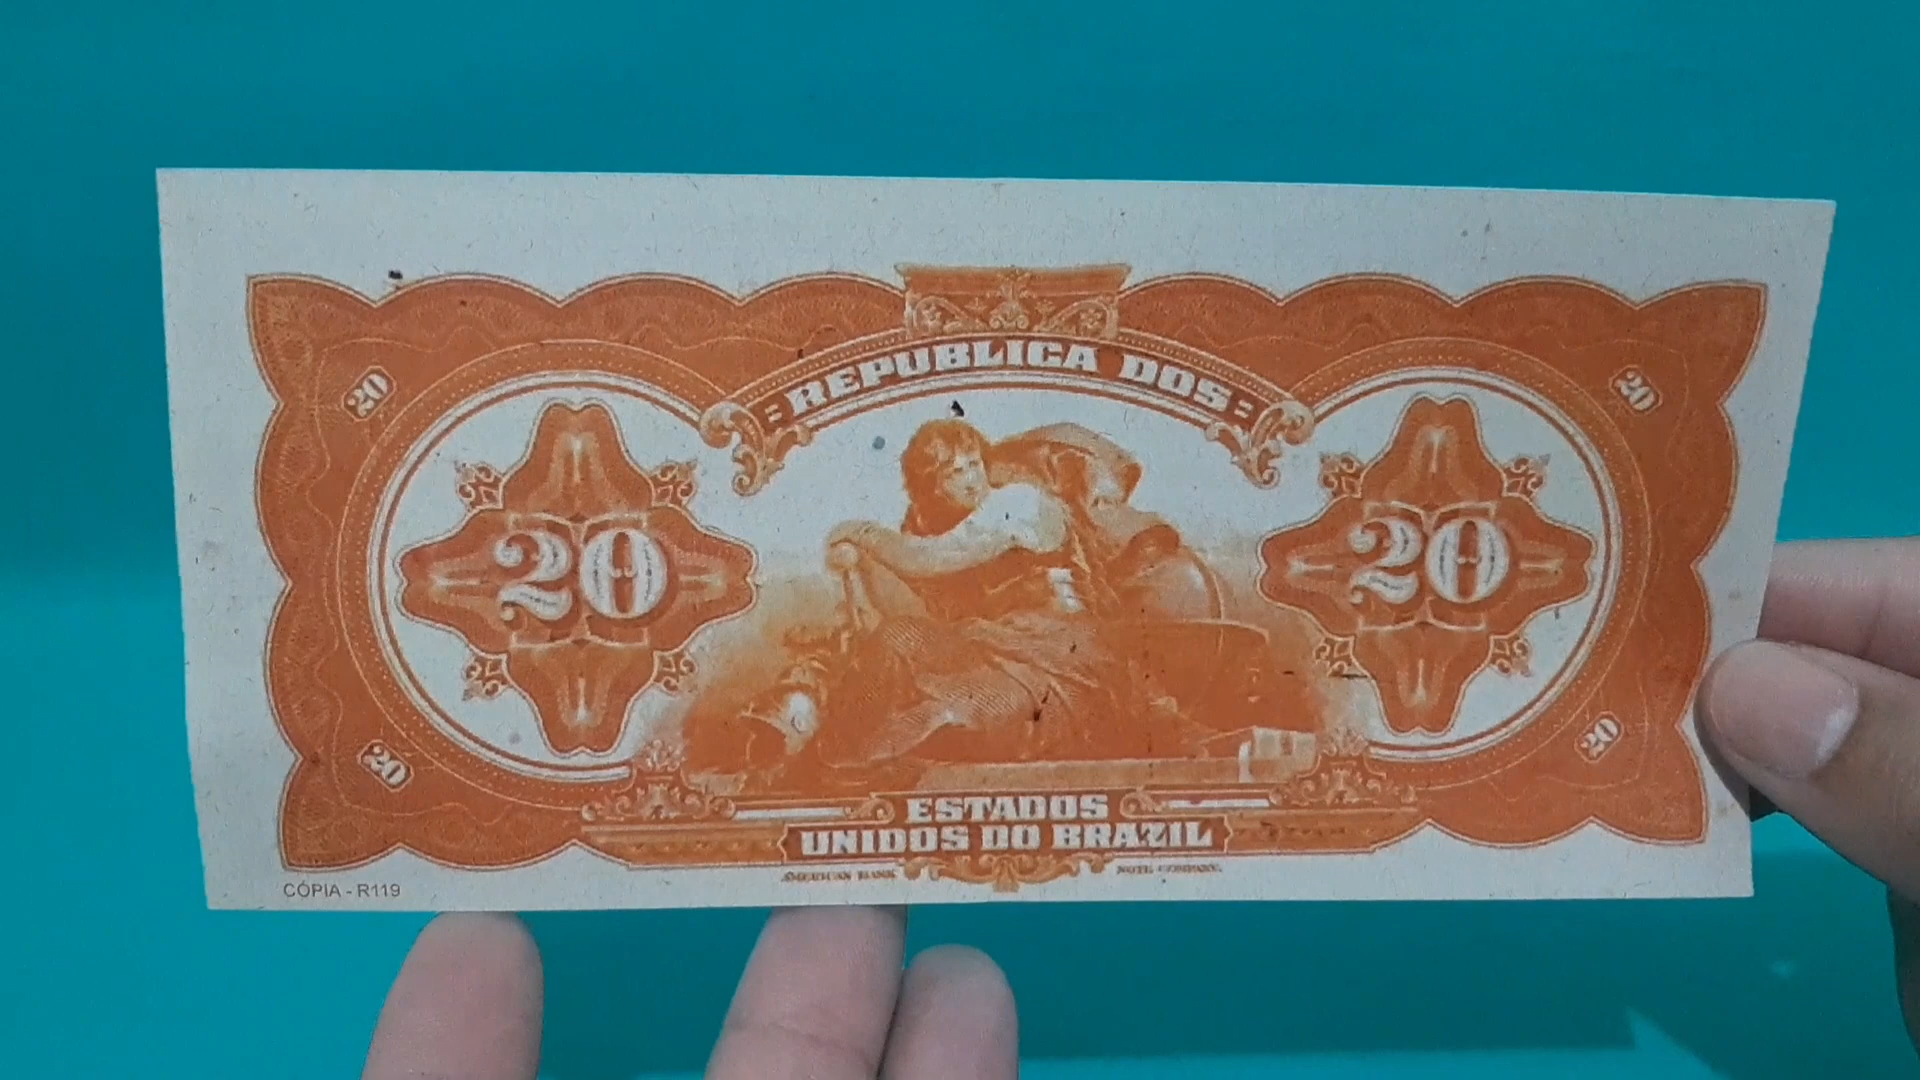 REPUBLICA DOS
20 20
20 20
20 20
ESTADOS
UNIDOS DO BRAZIL
AMERICAN BANK NOTE COMPANY.
CÓPIA - R119